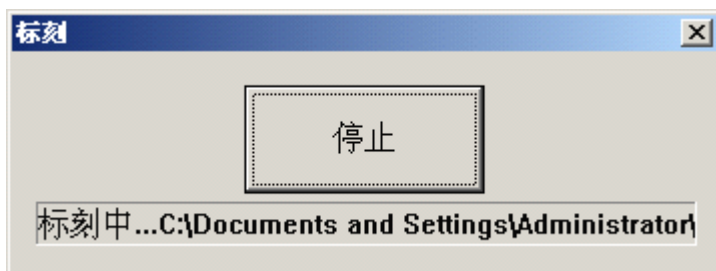 标刻
停止
标刻中...C:\Documents and Settings\Administrator\